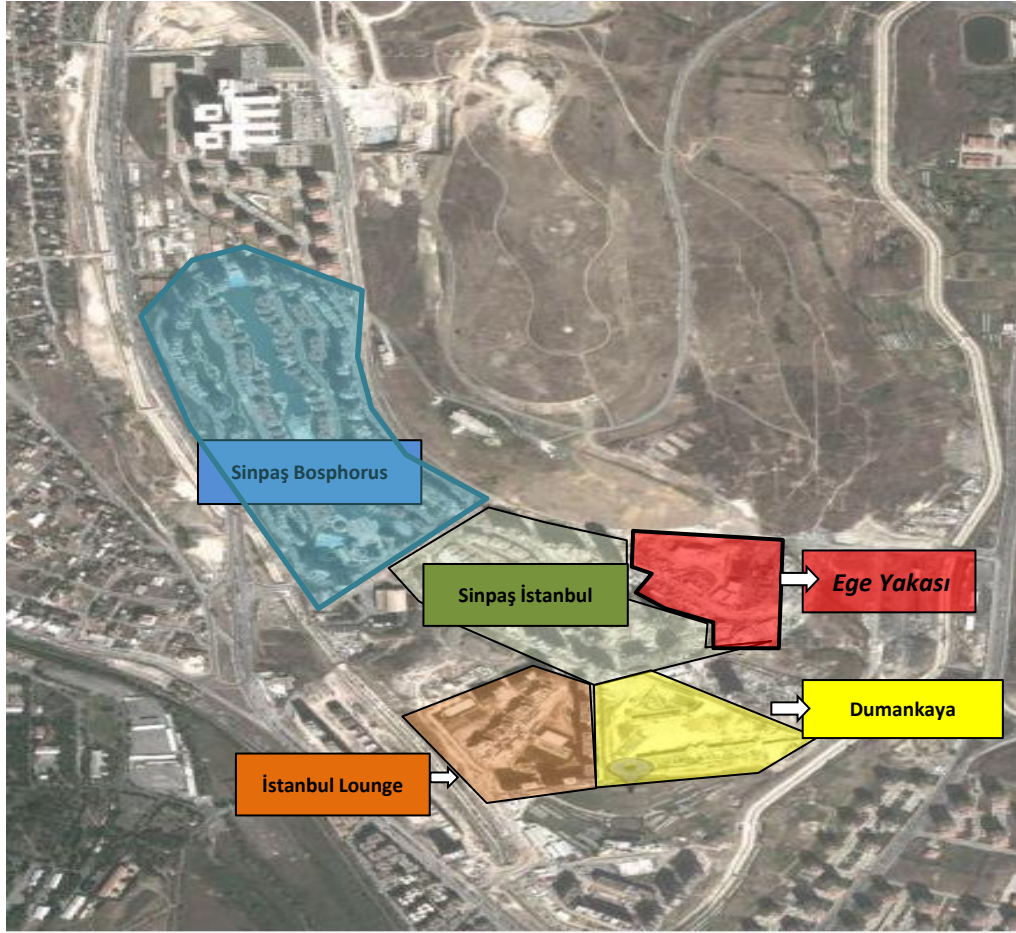 Sinpaş Bosphorus
Sinpaş İstanbul
Ege Yakası
Dumankaya
İstanbul Lounge